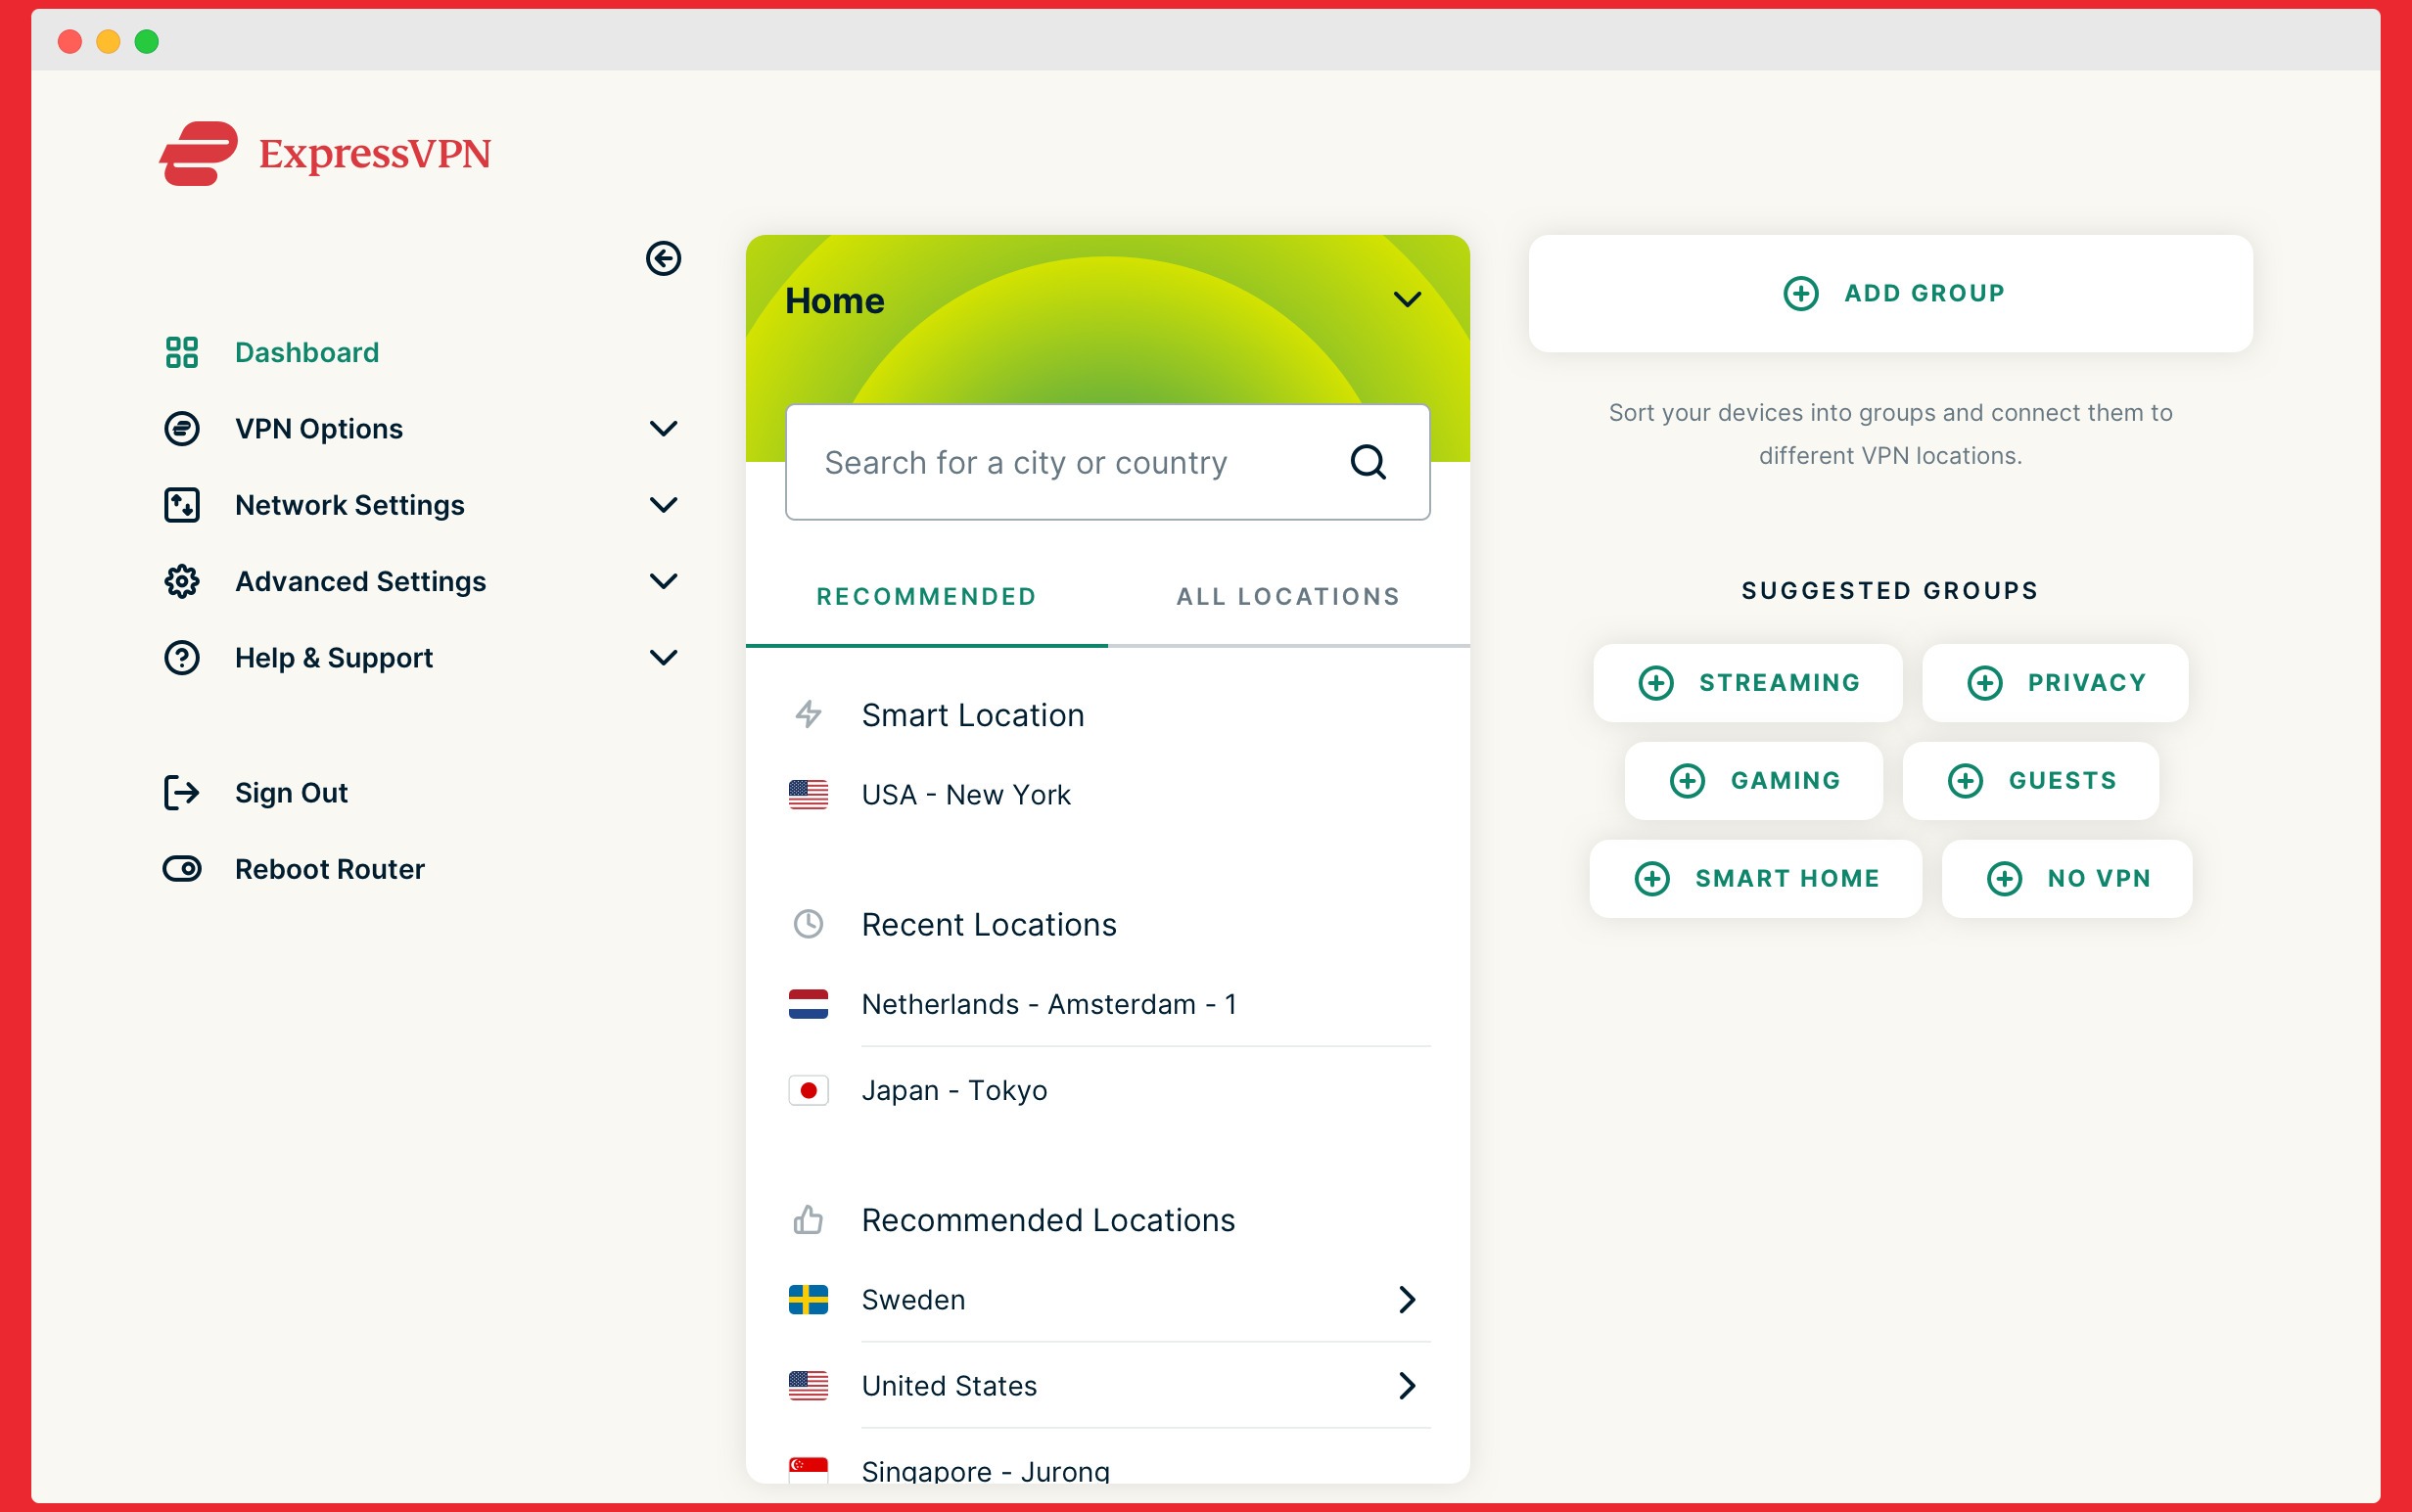 ExpressVPN
Dashboard
VPN Options
Network Settings
Advanced Settings
Help & Support
Sign Out
Reboot Router
Home
Search for a city or country
RECOMMENDED
ALL LOCATIONS
Smart Location
USA - New York
Recent Locations
Netherlands - Amsterdam - 1
Japan - Tokyo
Recommended Locations
Sweden
United States
Singapore - Jurong
ADD GROUP
Sort your devices into groups and connect them to
different VPN locations.
SUGGESTED GROUPS
STREAMING
PRIVACY
GAMING
GUESTS
SMART HOME
NO VPN